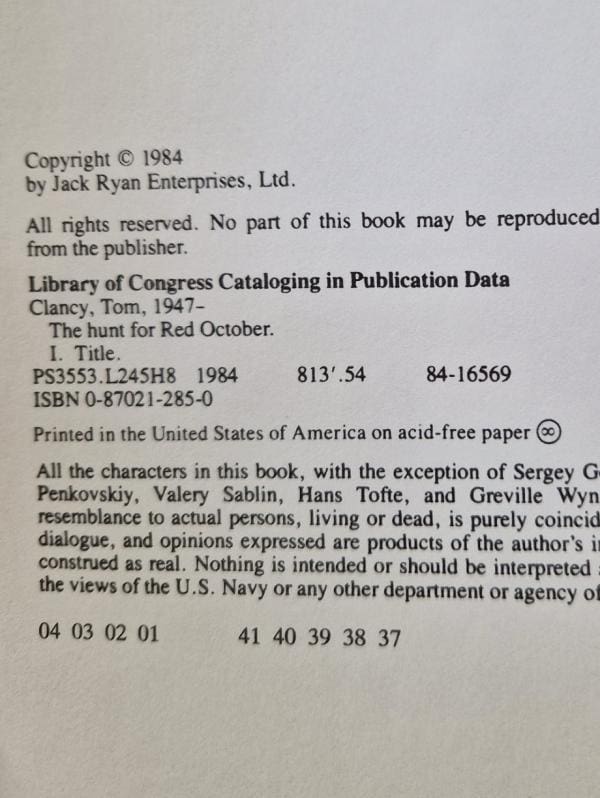 Copyright © 1984
by Jack Ryan Enterprises, Ltd.
All rights reserved. No part of this book may be reproduced
from the publisher.
Library of Congress Cataloging in Publication Data
Clancy, Tom, 1947–
The hunt for Red October.
I. Title.
PS3553.L245H8 1984 813′.54 84-16569
ISBN 0-87021-285-0
Printed in the United States of America on acid-free paper ♾
All the characters in this book, with the exception of Sergey
Penkovskiy, Valery Sablin, Hans Tofte, and Greville
resemblance to actual persons, living or dead, is purely
dialogue, and opinions expressed are products of the author's
construed as real. Nothing is intended or should be interpreted
the views of the U.S. Navy or any other department or agency of
04 03 02 01 41 40 39 38 37